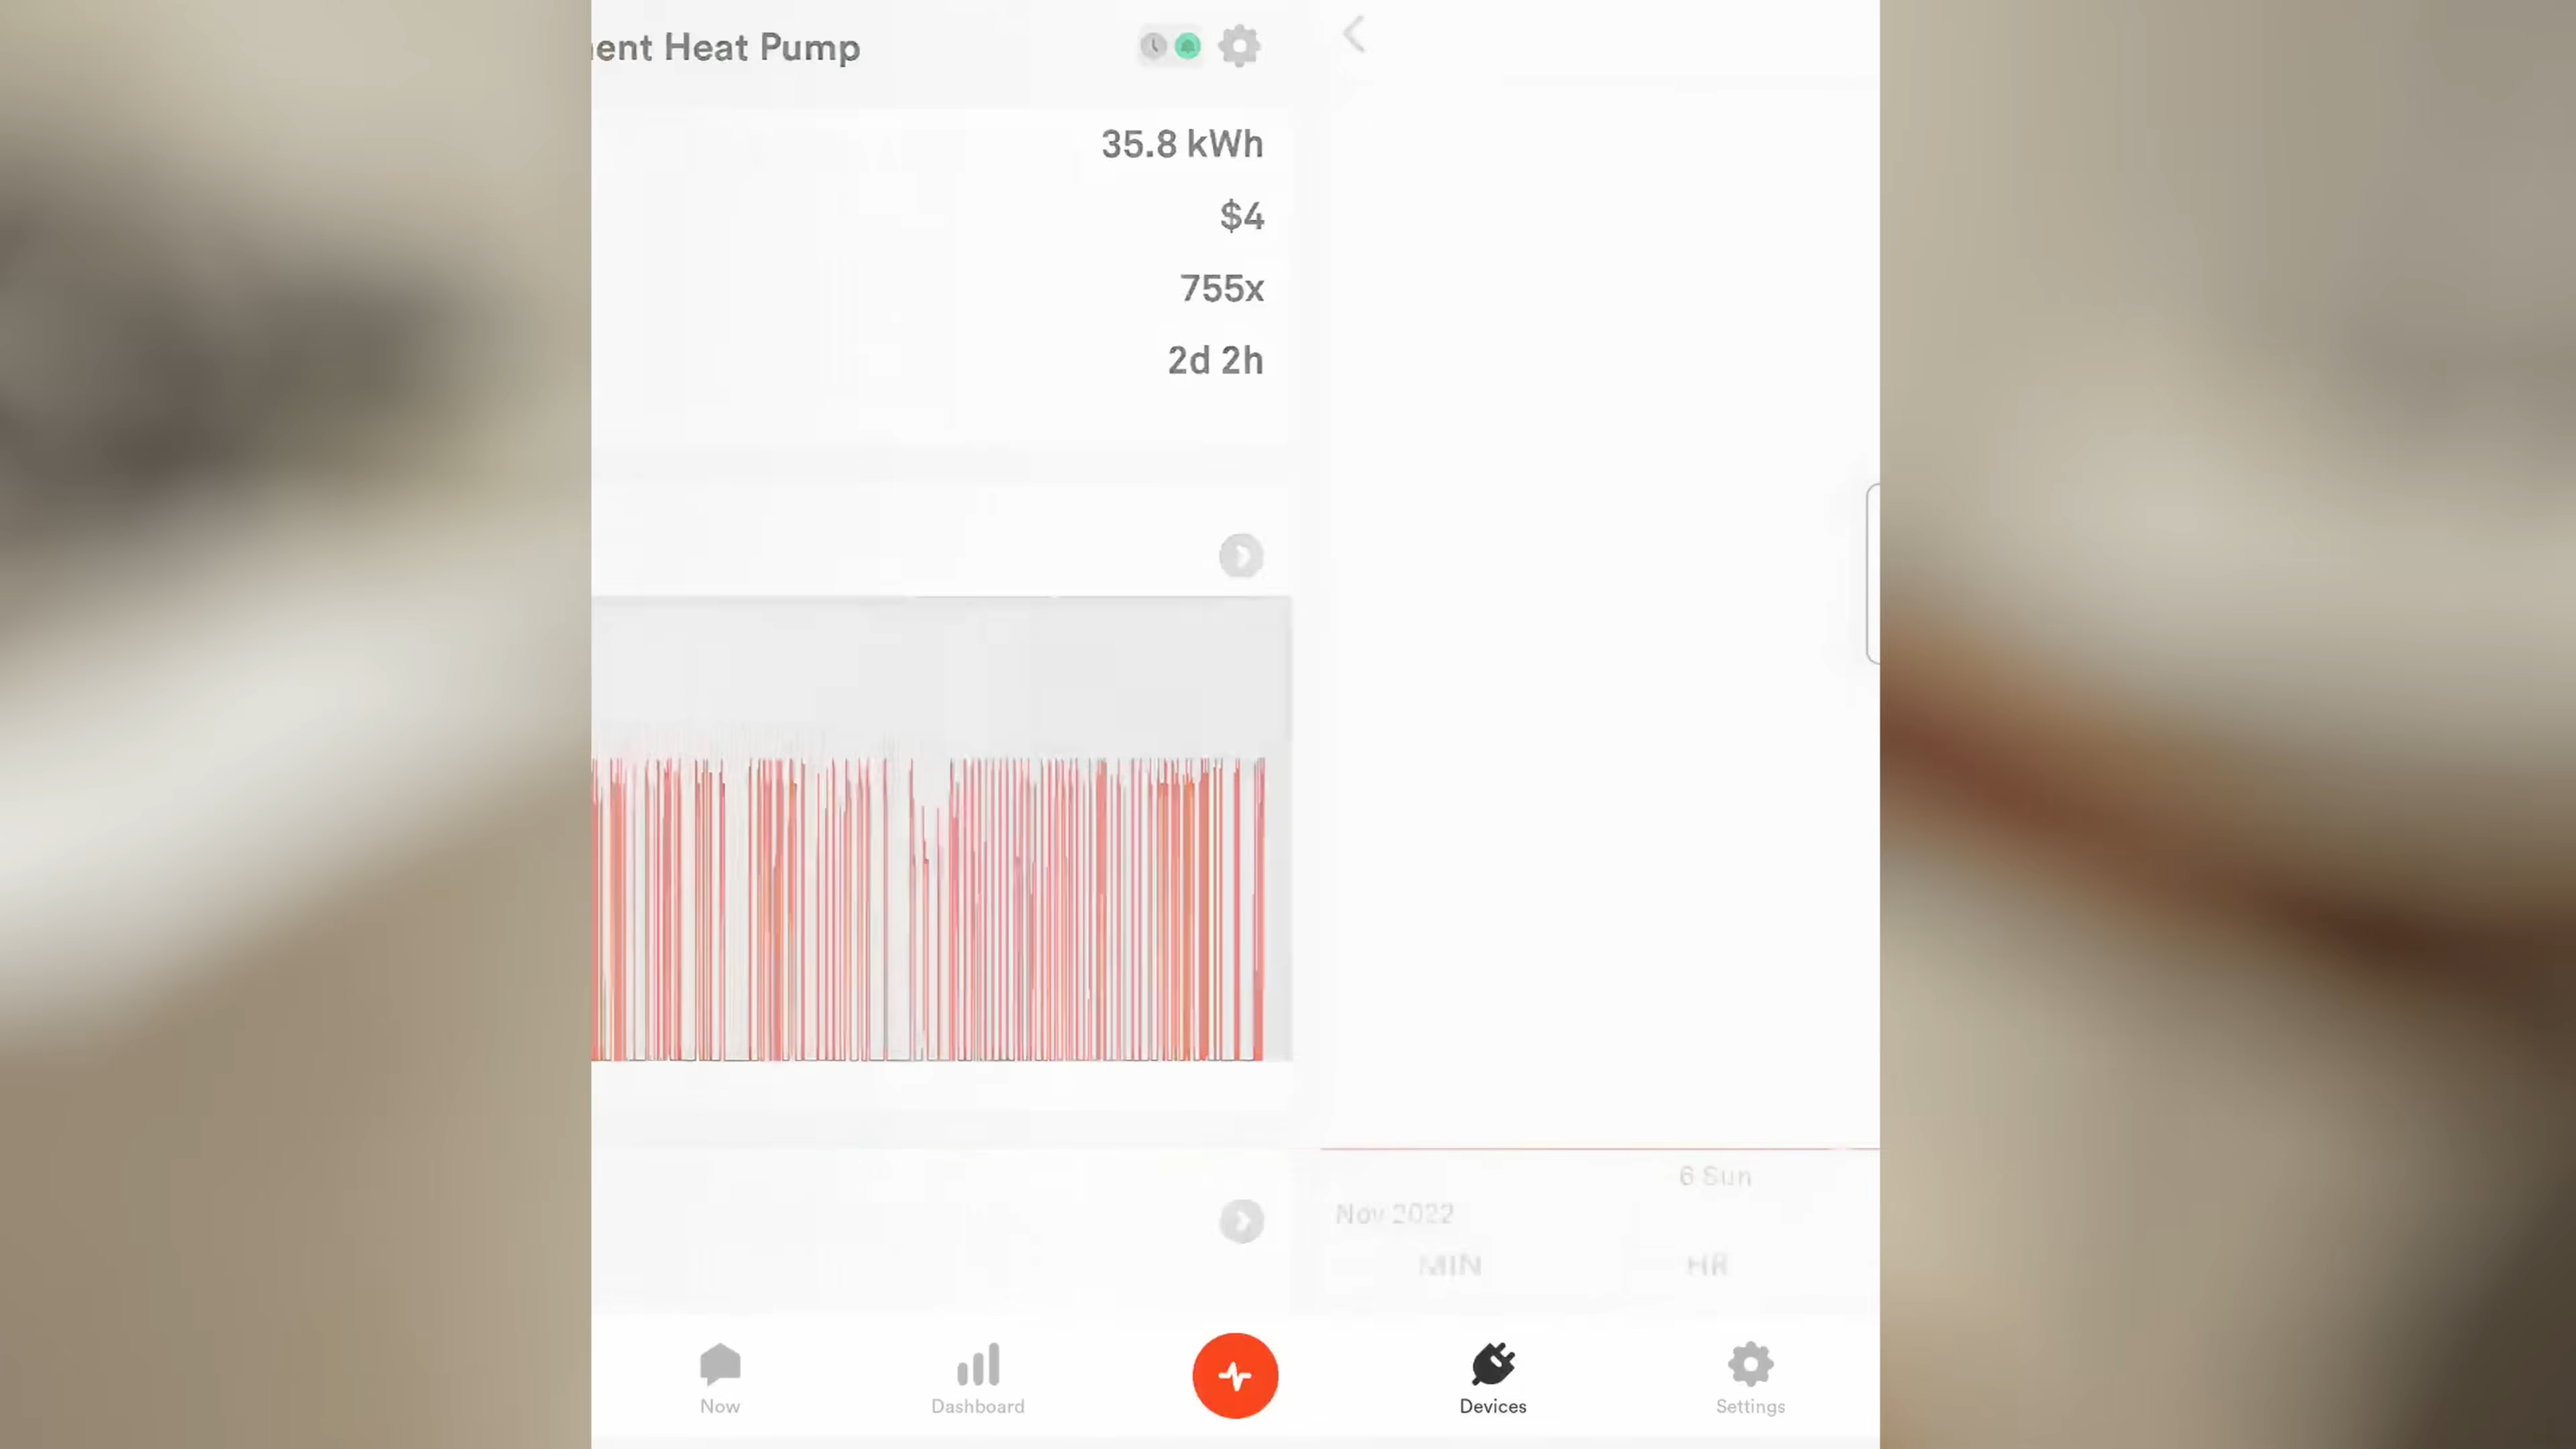 Heat Pump
35.8 kWh
$4
755x
2d 2h
6 Sun
Nov 2022
MIN
HR
Now
Dashboard
Devices
Settings